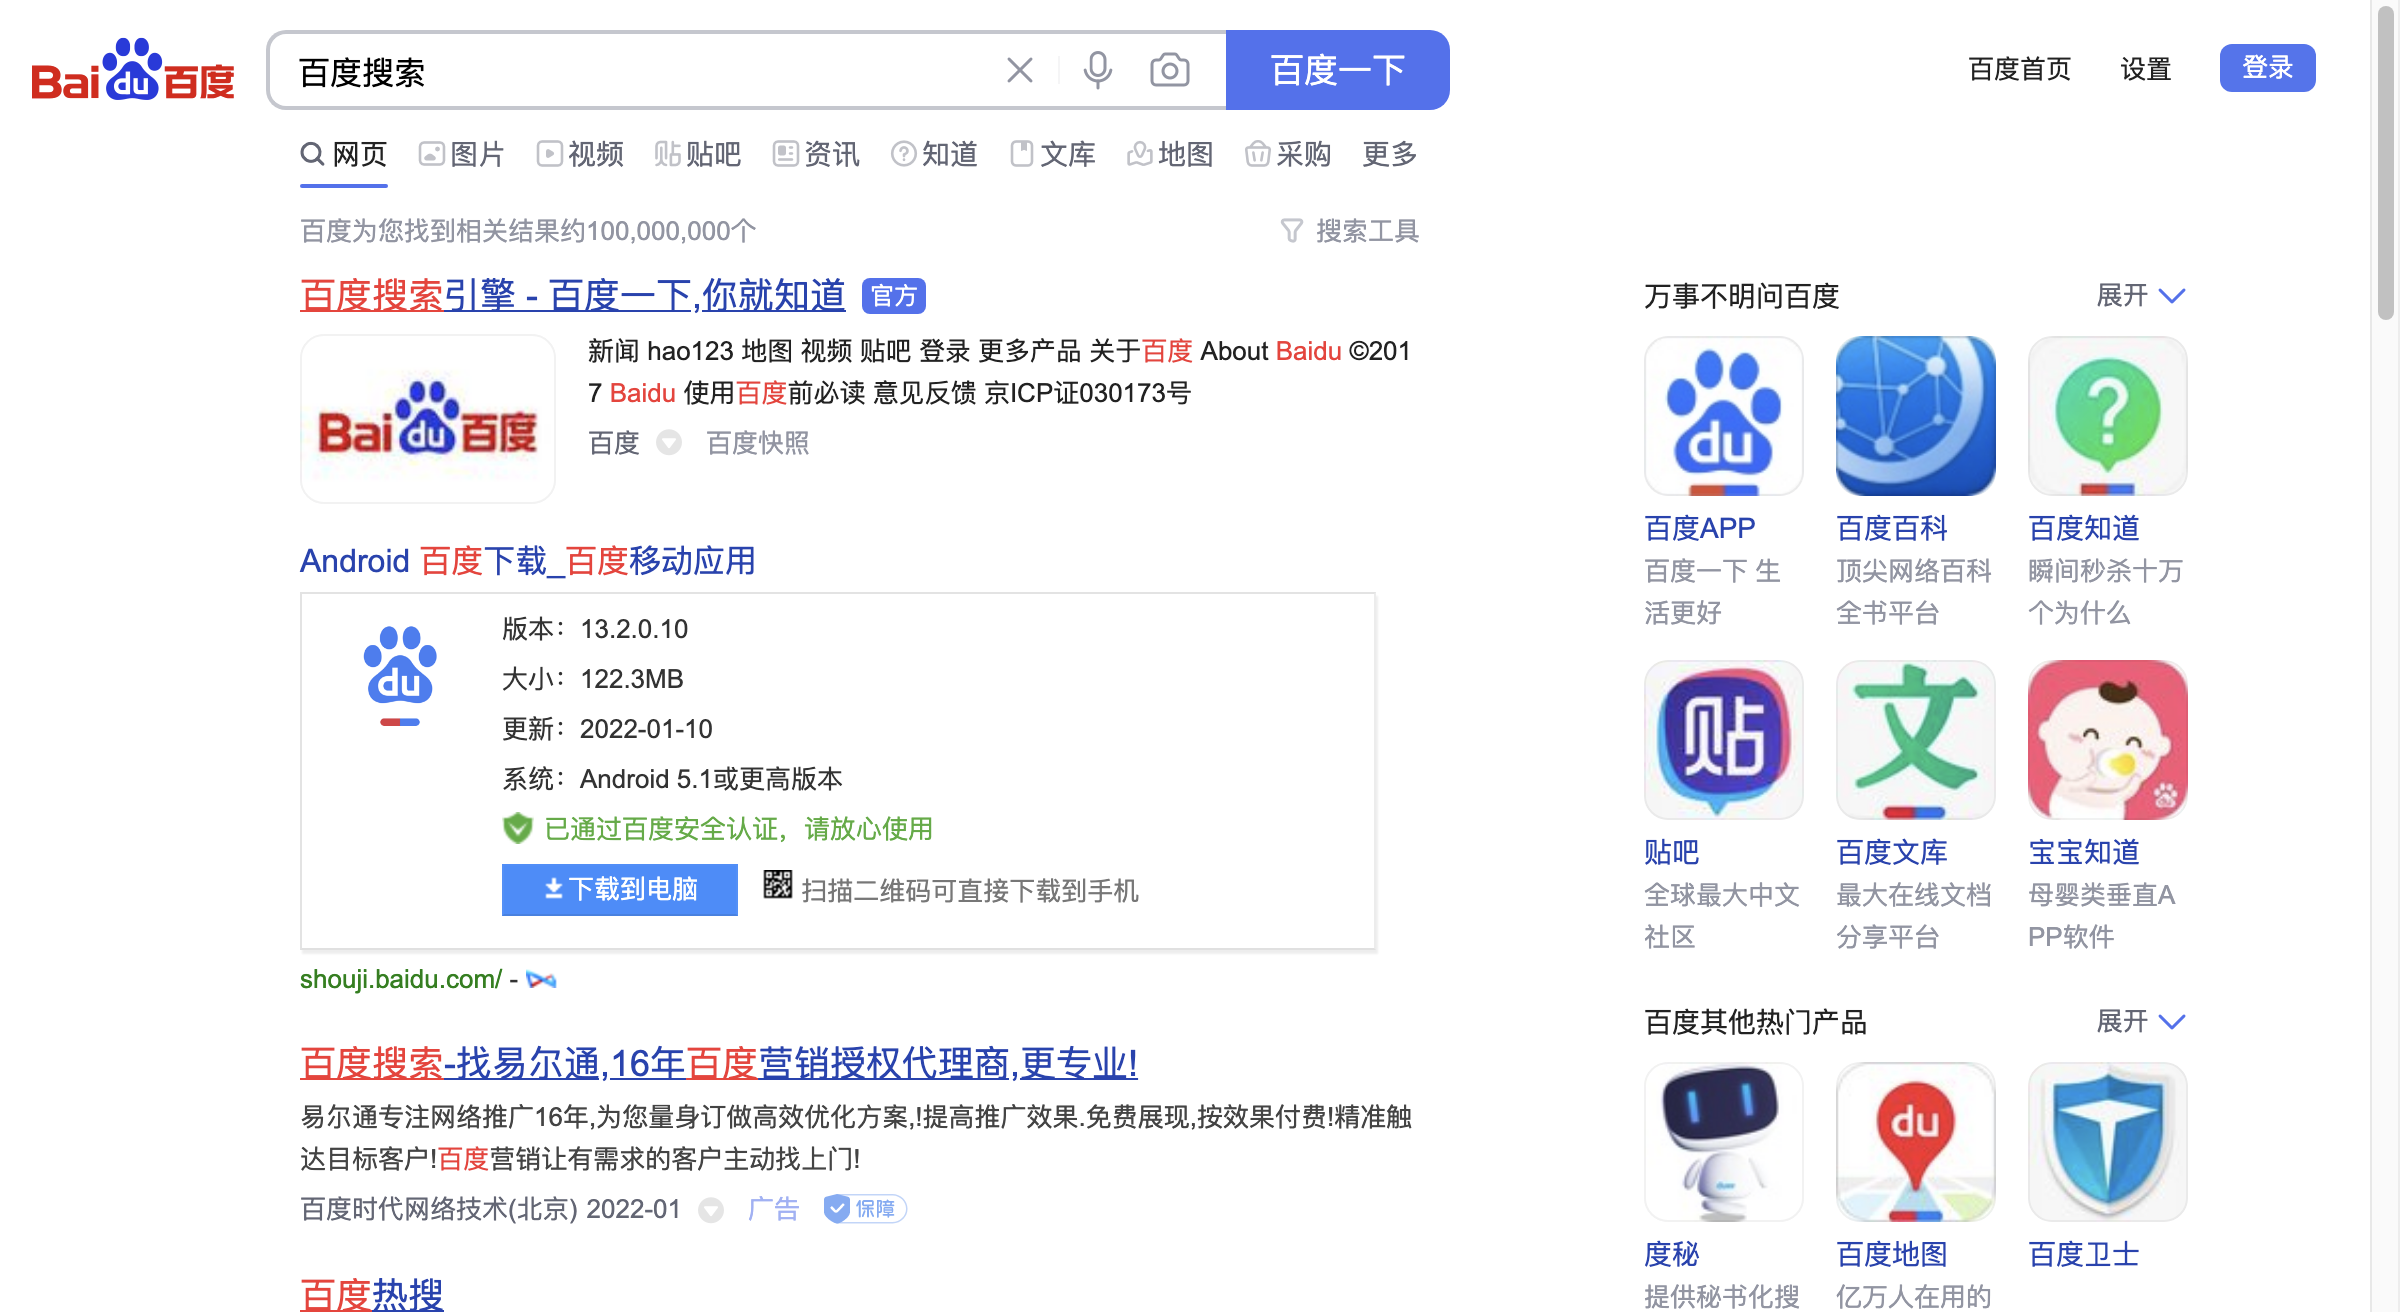 Baidu百度
百度搜索
百度一下
百度首页 设置 登录
网页 图片 视频 贴吧 资讯 知道 文库 地图 采购 更多
百度为您找到相关结果约100,000,000个
搜索工具
百度搜索引擎 - 百度一下,你就知道 官方
Baidu百度
新闻 hao123 地图 视频 贴吧 登录 更多产品 关于百度 About Baidu ©201
7 Baidu 使用百度前必读 意见反馈 京ICP证030173号
百度 百度快照
Android 百度下载_百度移动应用
du
版本：13.2.0.10
大小：122.3MB
更新：2022-01-10
系统：Android 5.1或更高版本
已通过百度安全认证，请放心使用
下载到电脑 扫描二维码可直接下载到手机
shouji.baidu.com/ -
百度搜索-找易尔通,16年百度营销授权代理商,更专业!
易尔通专注网络推广16年,为您量身订做高效优化方案,!提高推广效果.免费展现,按效果付费!精准触
达目标客户!百度营销让有需求的客户主动找上门!
百度时代网络技术(北京) 2022-01 广告 保障
百度热搜
万事不明问百度 展开
du ?
百度APP 百度百科 百度知道
百度一下 生 顶尖网络百科 瞬间秒杀十万
活更好 全书平台 个为什么
贴 文
贴吧 百度文库 宝宝知道
全球最大中文 最大在线文档 母婴类垂直A
社区 分享平台 PP软件
百度其他热门产品 展开
du
度秘 百度地图 百度卫士
提供秘书化搜 亿万人在用的